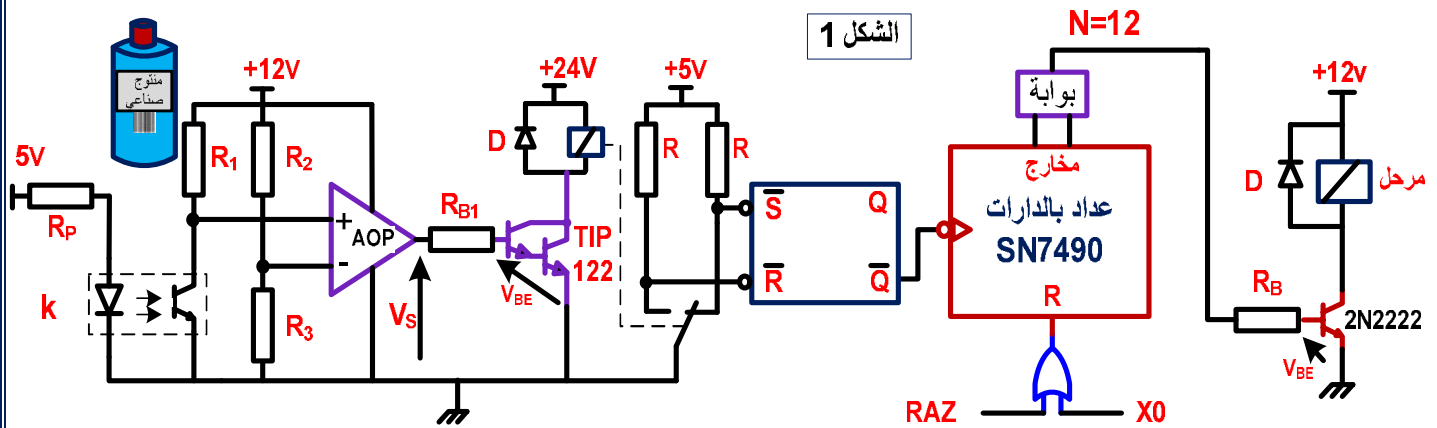 الشكل 1
N=12
منتوج
صناعي
+12v
+24V
+5V
+12v
بوابة
5V
R1
R2
D
R
R
مخارج
D
مرحل
RP
+
AOP
-
RB1
TIP
122
S
Q
عداد بالدارات
SN7490
k
R3
VS
VBE
R
Q
R
RB
2N2222
VBE
RAZ
X0